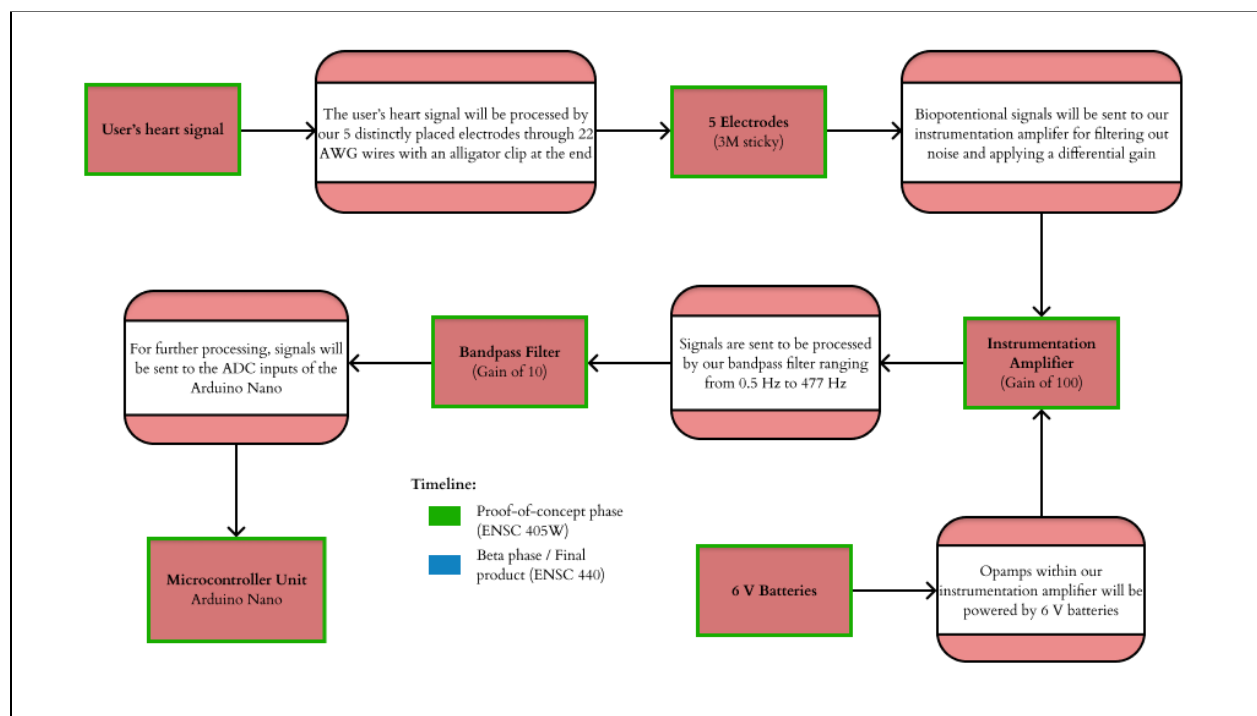 User's heart signal
The user's heart signal will be processed by
our 5 distinctly placed electrodes through 22
AWG wires with an alligator clip at the end
5 Electrodes
(3M sticky)
Biopotentional signals will be sent to our
instrumentation amplifer for filtering out
noise and applying a differential gain
Instrumentation
Amplifier
(Gain of 100)
Signals are sent to be processed
by our bandpass filter ranging
from 0.5 Hz to 477 Hz
Bandpass Filter
(Gain of 10)
For further processing, signals will
be sent to the ADC inputs of the
Arduino Nano
Microcontroller Unit
Arduino Nano
Timeline:
Proof-of-concept phase
(ENSC 405W)
Beta phase / Final
product (ENSC 440)
6 V Batteries
Opamps within our
instrumentation amplifier will be
powered by 6 V batteries